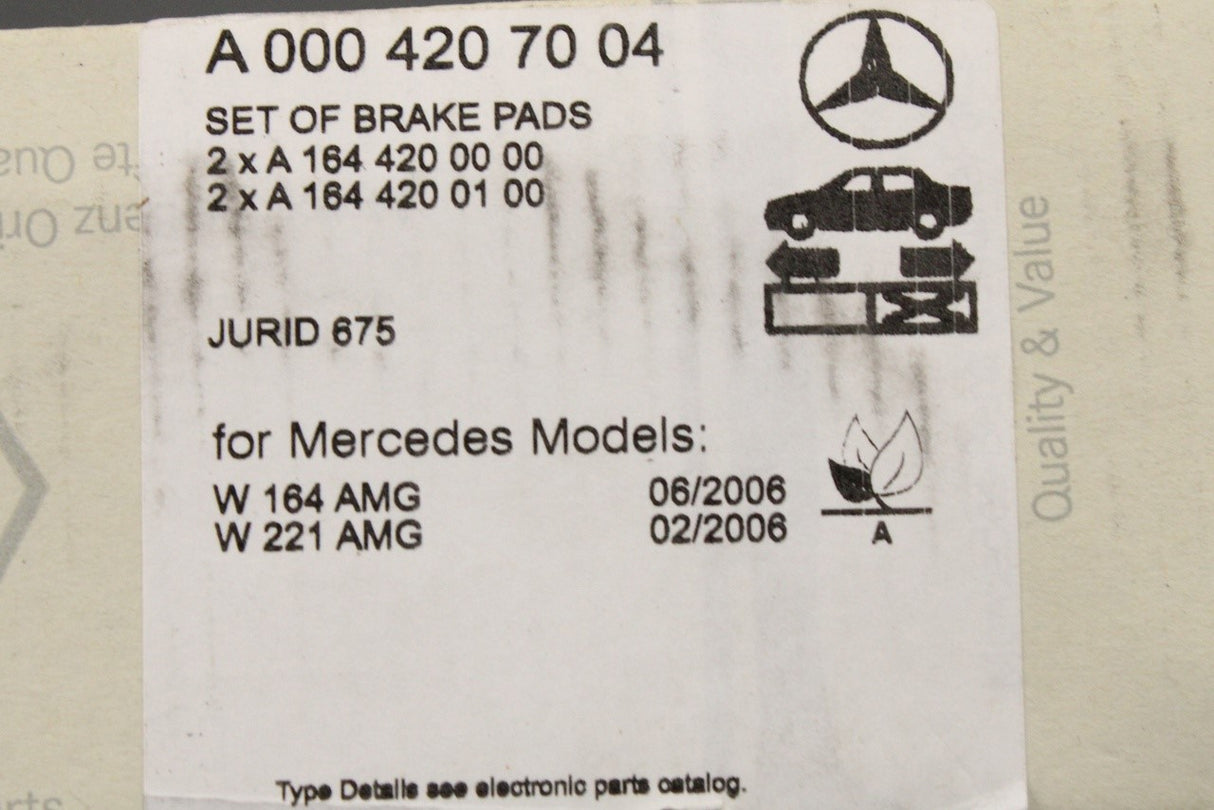 A 000 420 70 04
SET OF BRAKE PADS
2 x A 164 420 00 00
2 x A 164 420 01 00
JURID 675
for Mercedes Models:
W 164 AMG 06/2006
W 221 AMG 02/2006
A
Type Details see electronic parts catalog.
Quality & Value